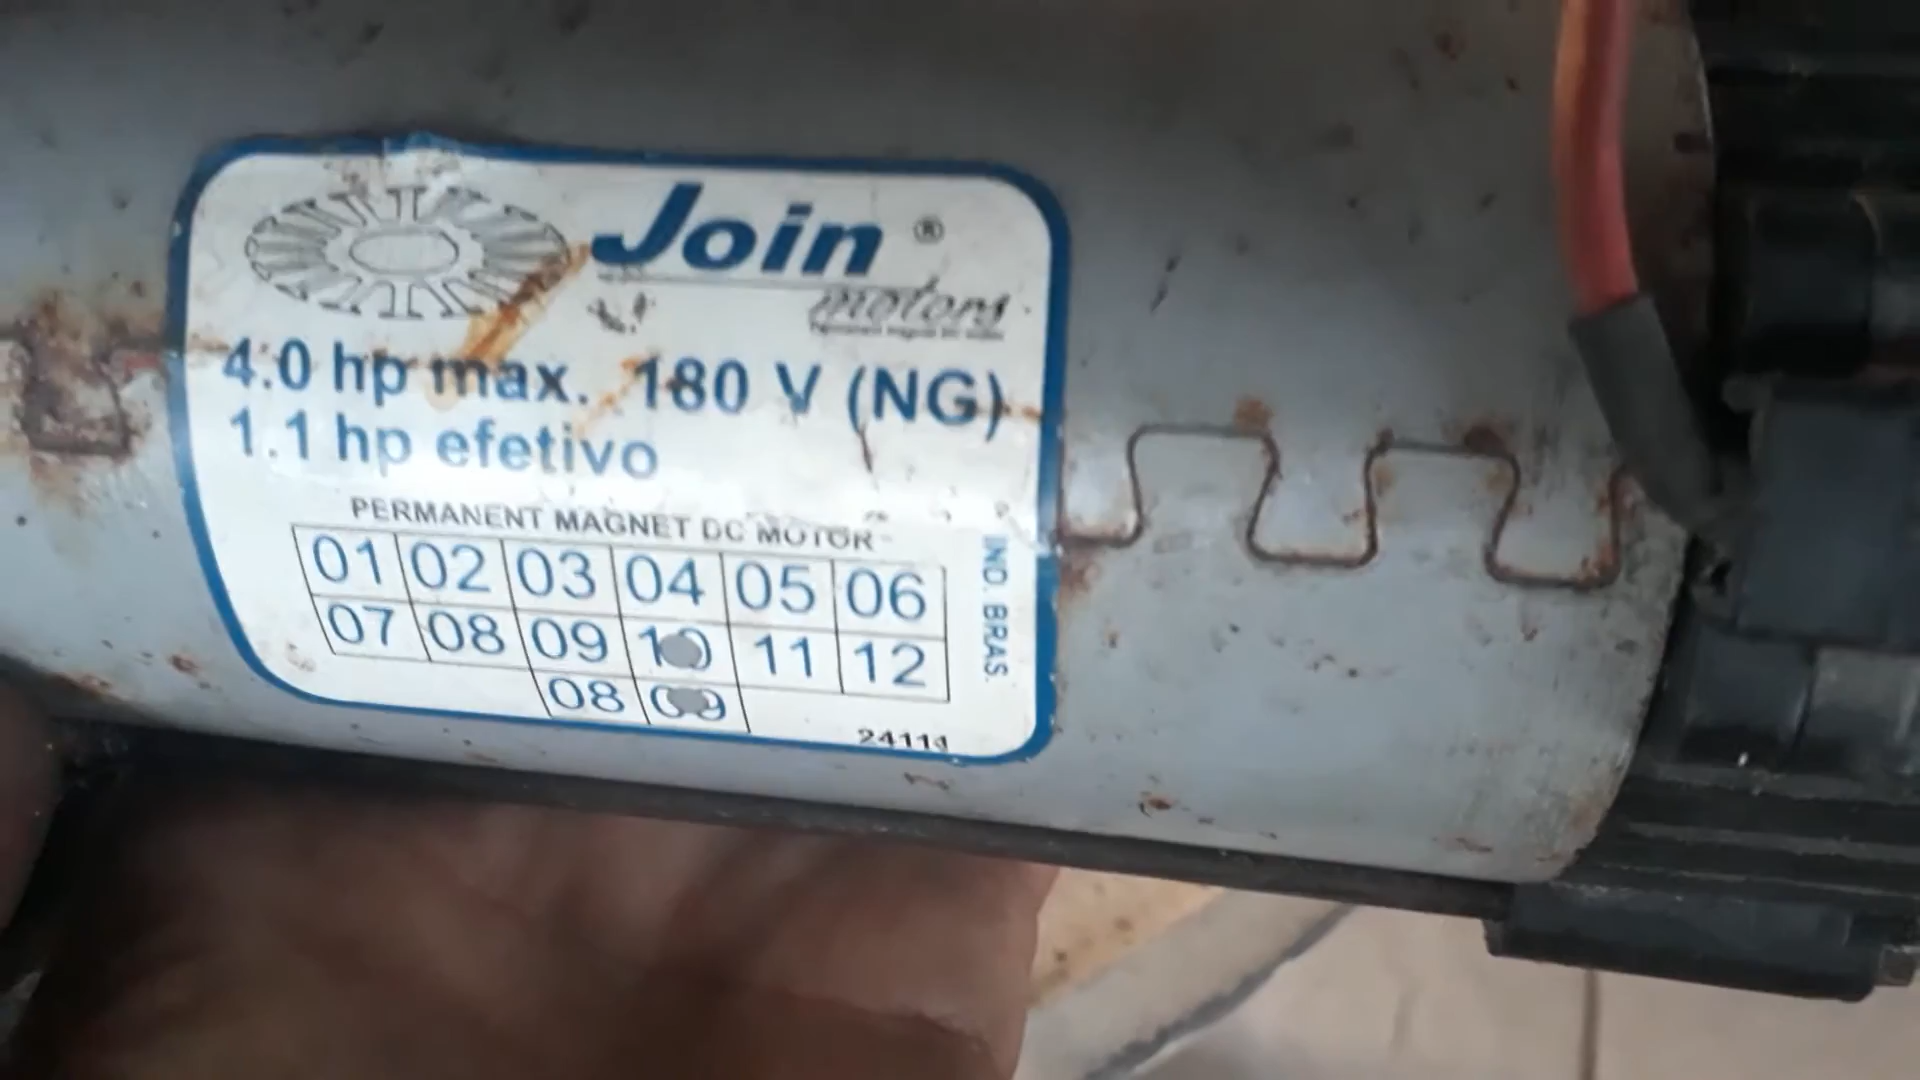 Join ®
motors
4.0 hp max. 180 V (NG)
1.1 hp efetivo
PERMANENT MAGNET DC MOTOR
01 02 03 04 05 06
07 08 09 10 11 12
08 09
IND. BRAS.